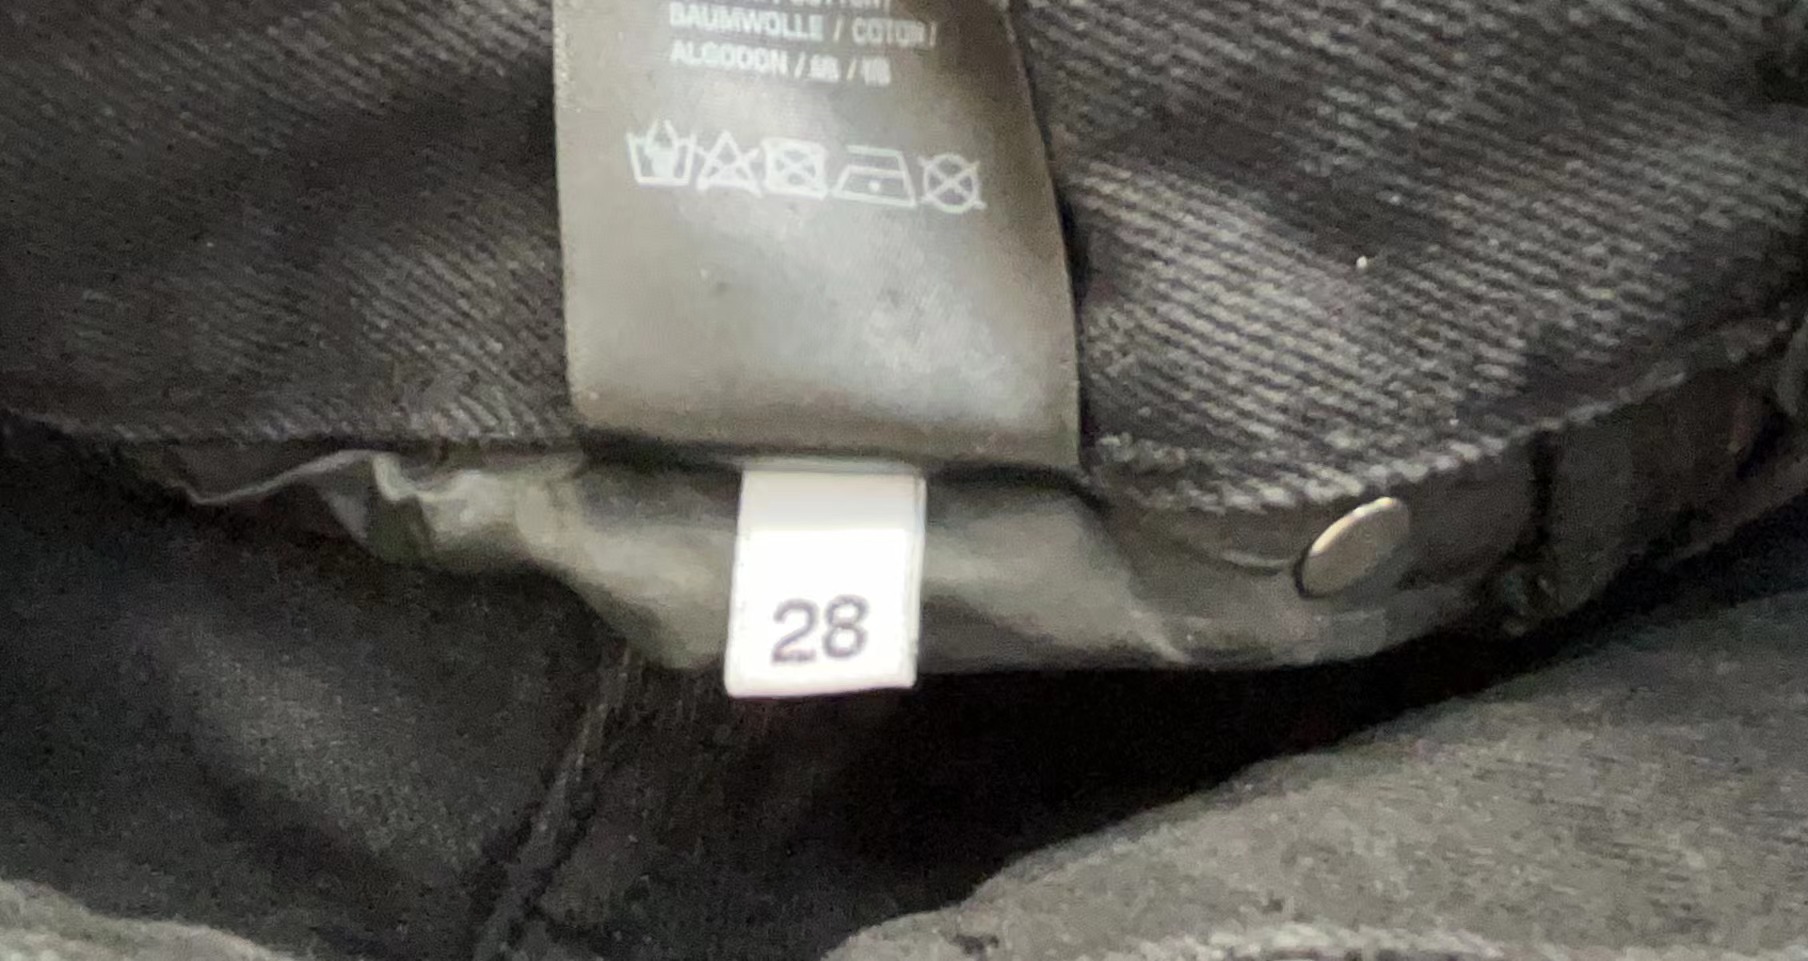 BAUMWOLLE / COTON /
ALGODON /
28